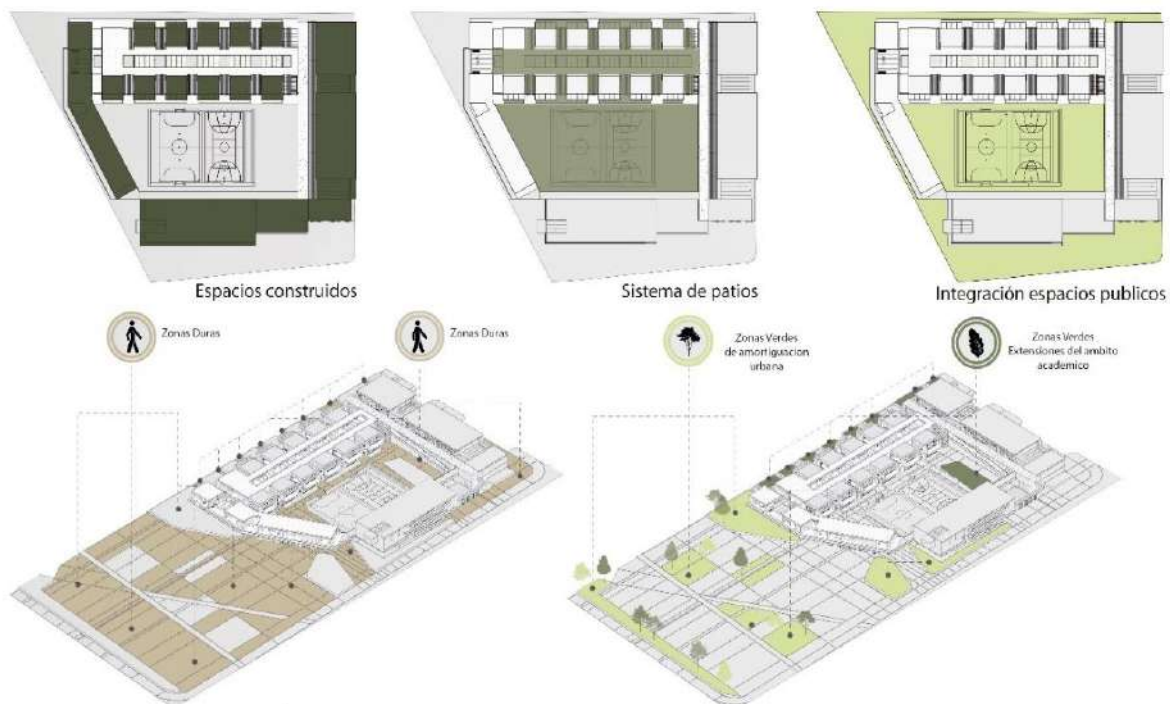 Espacios construidos
Sistema de patios
Integración espacios publicos
Zonas Duras
Zonas Duras
Zonas Verdes
de amortiguacion
urbana
Zonas Verdes
Extensiones del ambito
academico